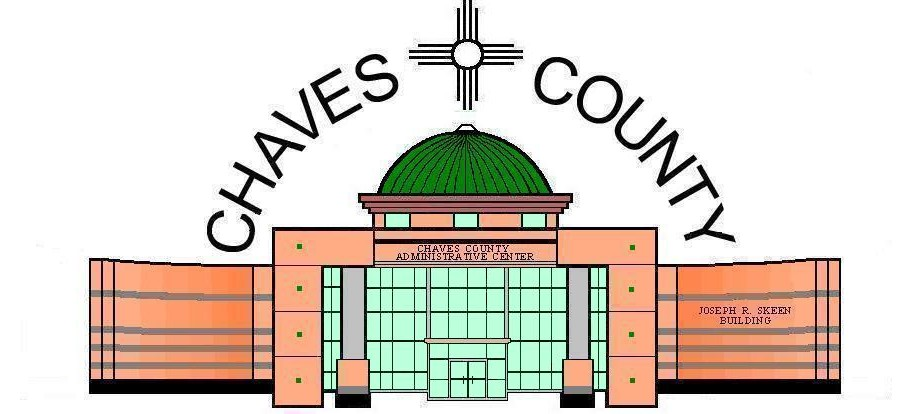 CHAVES COUNTY
CHAVES COUNTY
ADMINISTRATIVE CENTER
JOSEPH R. SKEEN
BUILDING